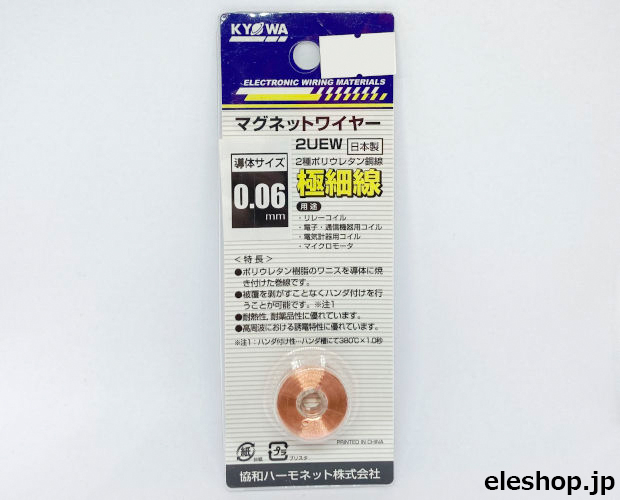 KYOWA
ELECTRONIC WIRING MATERIALS
マグネットワイヤー
2UEW 日本製
2種ポリウレタン銅線
導体サイズ
0.06
mm
極細線
用途
・リレーコイル
・電子・通信機器用コイル
・電気計器用コイル
・マイクロモータ
<特長>
●ポリウレタン樹脂のワニスを導体に焼
き付けた巻線です。
●被覆を剥がすことなくハンダ付けを行
うことが可能です。※注1
●耐熱性，耐薬品性に優れています。
●高周波における誘電特性に優れています。
※注1：ハンダ付け性…ハンダ槽にて380℃×1.0秒
PRINTED IN CHINA
紙 台紙 プラ ブリスタ
協和ハーモネット株式会社
eleshop.jp